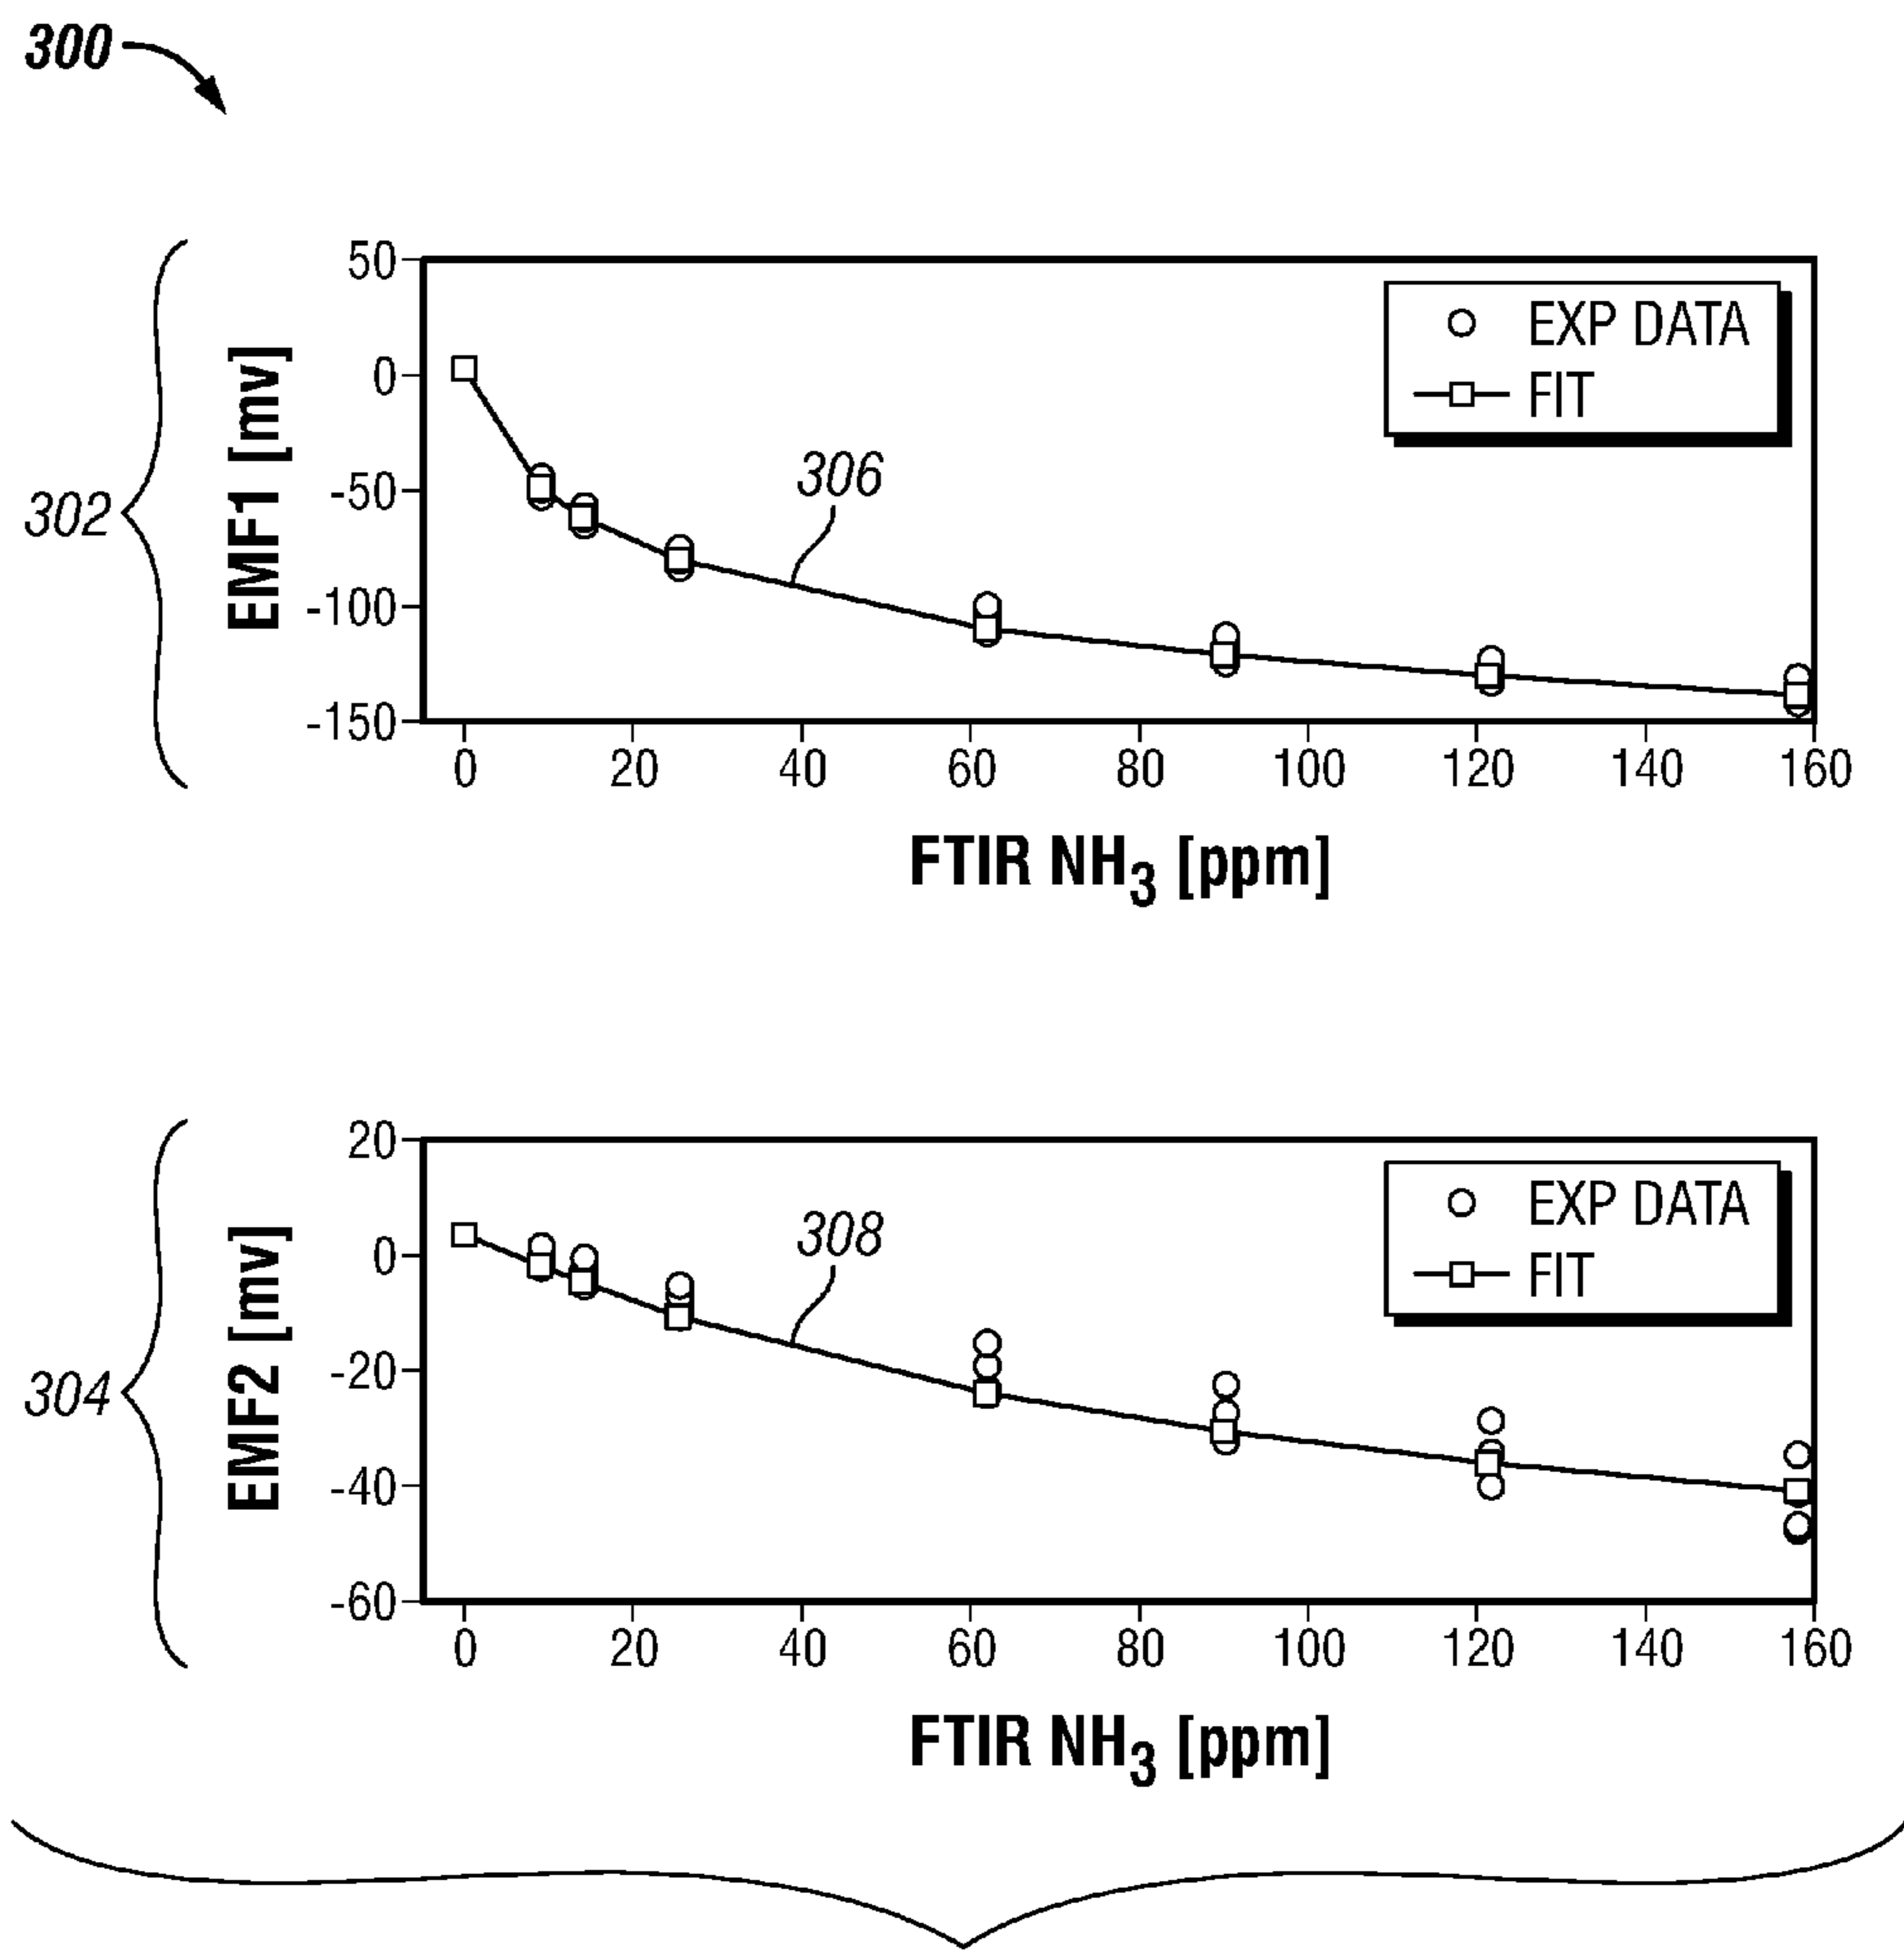 300
302
EMF1 [mv]
50
0
-50
-100
-150
EXP DATA
FIT
306
0 20 40 60 80 100 120 140 160
FTIR NH3 [ppm]
304
EMF2 [mv]
20
0
-20
-40
-60
EXP DATA
FIT
308
0 20 40 60 80 100 120 140 160
FTIR NH3 [ppm]